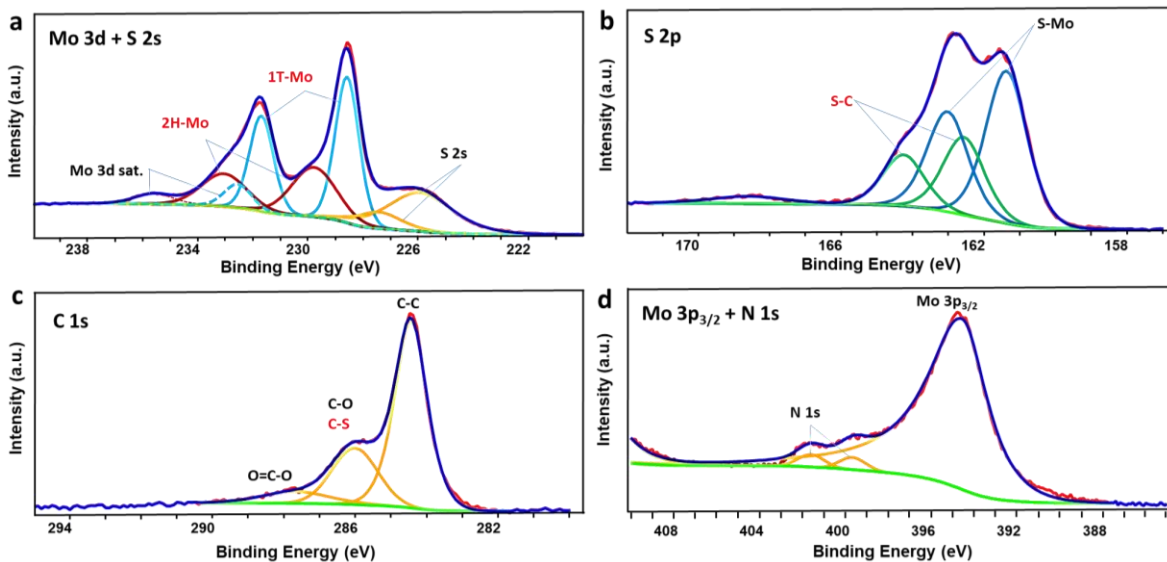 a
Mo 3d + S 2s
1T-Mo
2H-Mo
Mo 3d sat.
S 2s
Intensity (a.u.)
238 234 230 226 222
Binding Energy (eV)
b
S 2p
S-Mo
S-C
Intensity (a.u.)
170 166 162 158
Binding Energy (eV)
c
C 1s
C-C
C-O
C-S
O=C-O
Intensity (a.u.)
294 290 286 282
Binding Energy (eV)
d
Mo 3p3/2 + N 1s
Mo 3p3/2
N 1s
Intensity (a.u.)
408 404 400 396 392 388
Binding Energy (eV)